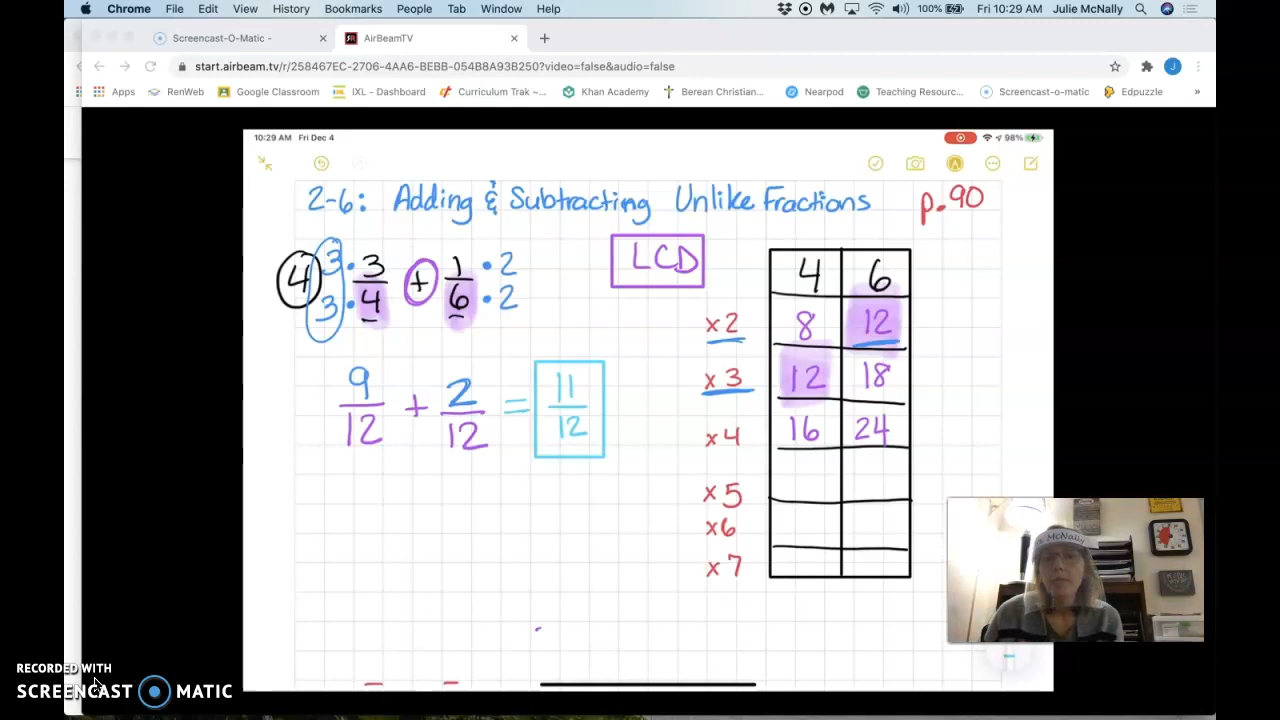 Chrome File Edit View History Bookmarks People Tab Window Help 100% Fri 10:29 AM Julie McNally
Screencast-O-Matic - × AirBeamTV × +
start.airbeam.tv/r/258467EC-2706-4AA6-BEBB-054B8A93B250?video=false&audio=false J
Apps RenWeb Google Classroom IXL - Dashboard Curriculum Trak ~... Khan Academy Berean Christian... Nearpod Teaching Resourc... Screencast-o-matic Edpuzzle »
10:29 AM Fri Dec 4 98%
2-6: Adding & Subtracting Unlike Fractions p. 90
4 3/3 · 3/4 + 1/6 · 2/2
LCD
4 6
x2 8 12
x3 12 18
x4 16 24
x5
x6
x7
9/12 + 2/12 = 11/12
McNally
RECORDED WITH
SCREENCAST MATIC